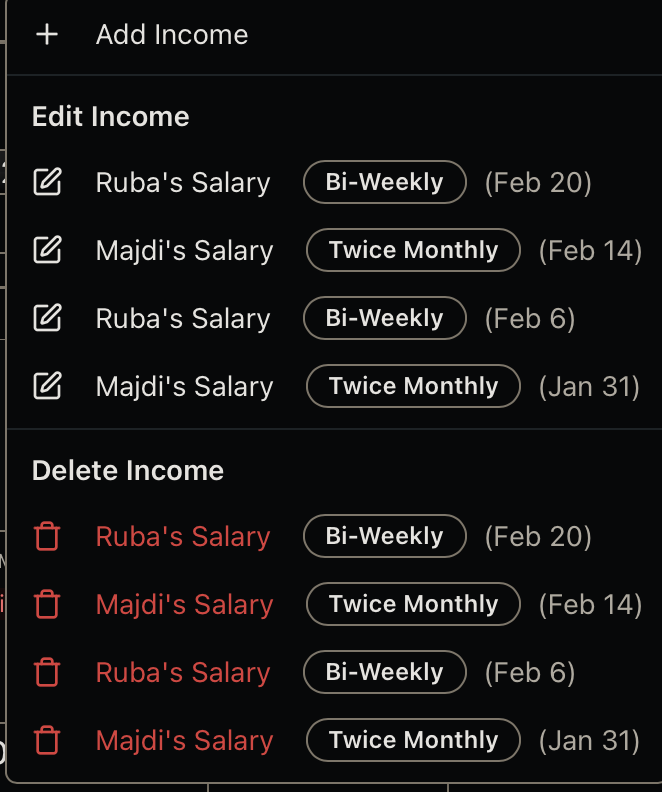 Add Income
Edit Income
Ruba's Salary Bi-Weekly (Feb 20)
Majdi's Salary Twice Monthly (Feb 14)
Ruba's Salary Bi-Weekly (Feb 6)
Majdi's Salary Twice Monthly (Jan 31)
Delete Income
Ruba's Salary Bi-Weekly (Feb 20)
Majdi's Salary Twice Monthly (Feb 14)
Ruba's Salary Bi-Weekly (Feb 6)
Majdi's Salary Twice Monthly (Jan 31)